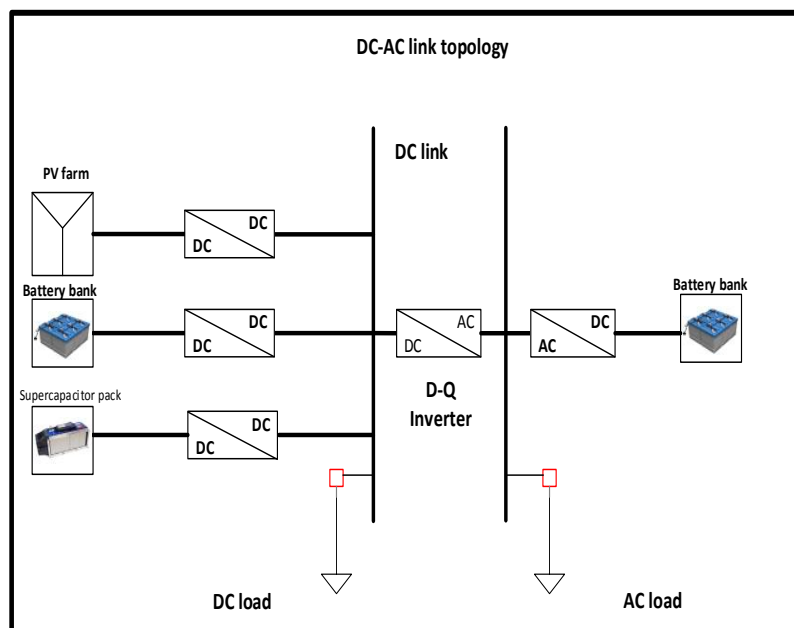 DC-AC link topology
DC link
PV farm
DC
DC
Battery bank
DC
DC
Supercapacitor pack
DC
DC
AC
DC
D-Q
Inverter
DC
AC
Battery bank
DC load
AC load